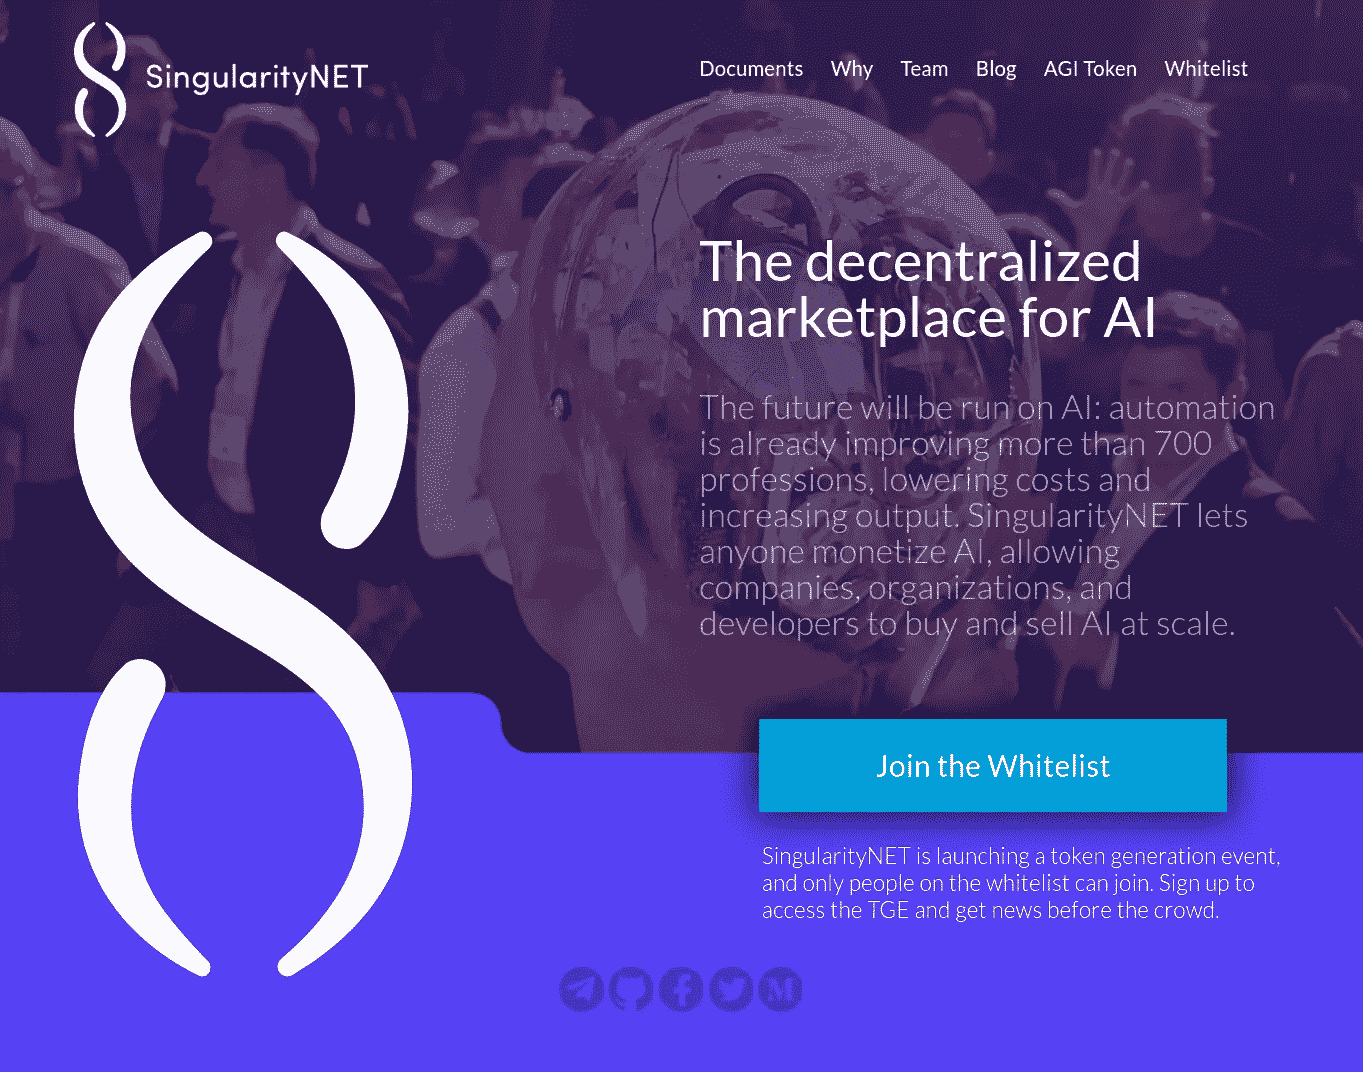 SingularityNET
Documents Why Team Blog AGI Token Whitelist
The decentralized
marketplace for AI
The future will be run on AI: automation
is already improving more than 700
professions, lowering costs and
increasing output. SingularityNET lets
anyone monetize AI, allowing
companies, organizations, and
developers to buy and sell AI at scale.
Join the Whitelist
SingularityNET is launching a token generation event,
and only people on the whitelist can join. Sign up to
access the TGE and get news before the crowd.